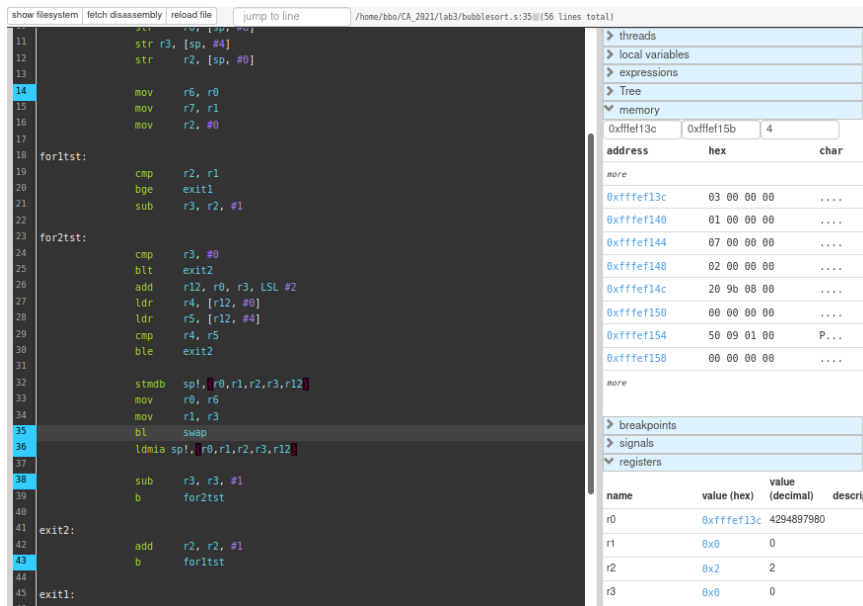 show filesystem fetch disassembly reload file jump to line /home/bbo/CA_2021/lab3/bubblesort.s:35 (56 lines total)
11 str r3, [sp, #4]
12 str r2, [sp, #0]
13
14 mov r6, r0
15 mov r7, r1
16 mov r2, #0
17
18 for1tst:
19 cmp r2, r1
20 bge exit1
21 sub r3, r2, #1
22
23 for2tst:
24 cmp r3, #0
25 blt exit2
26 add r12, r0, r3, LSL #2
27 ldr r4, [r12, #0]
28 ldr r5, [r12, #4]
29 cmp r4, r5
30 ble exit2
31
32 stmdb sp!,{r0,r1,r2,r3,r12}
33 mov r0, r6
34 mov r1, r3
35 bl swap
36 ldmia sp!,{r0,r1,r2,r3,r12}
37
38 sub r3, r3, #1
39 b for2tst
40
41 exit2:
42 add r2, r2, #1
43 b for1tst
44
45 exit1:
threads
local variables
expressions
Tree
memory
0xfffef13c 0xfffef15b 4
address hex char
more
0xfffef13c 03 00 00 00 ....
0xfffef140 01 00 00 00 ....
0xfffef144 07 00 00 00 ....
0xfffef148 02 00 00 00 ....
0xfffef14c 20 9b 08 00 ....
0xfffef150 00 00 00 00 ....
0xfffef154 50 09 01 00 P...
0xfffef158 00 00 00 00 ....
more
breakpoints
signals
registers
name value (hex) value (decimal) descri
r0 0xfffef13c 4294897980
r1 0x0 0
r2 0x2 2
r3 0x0 0